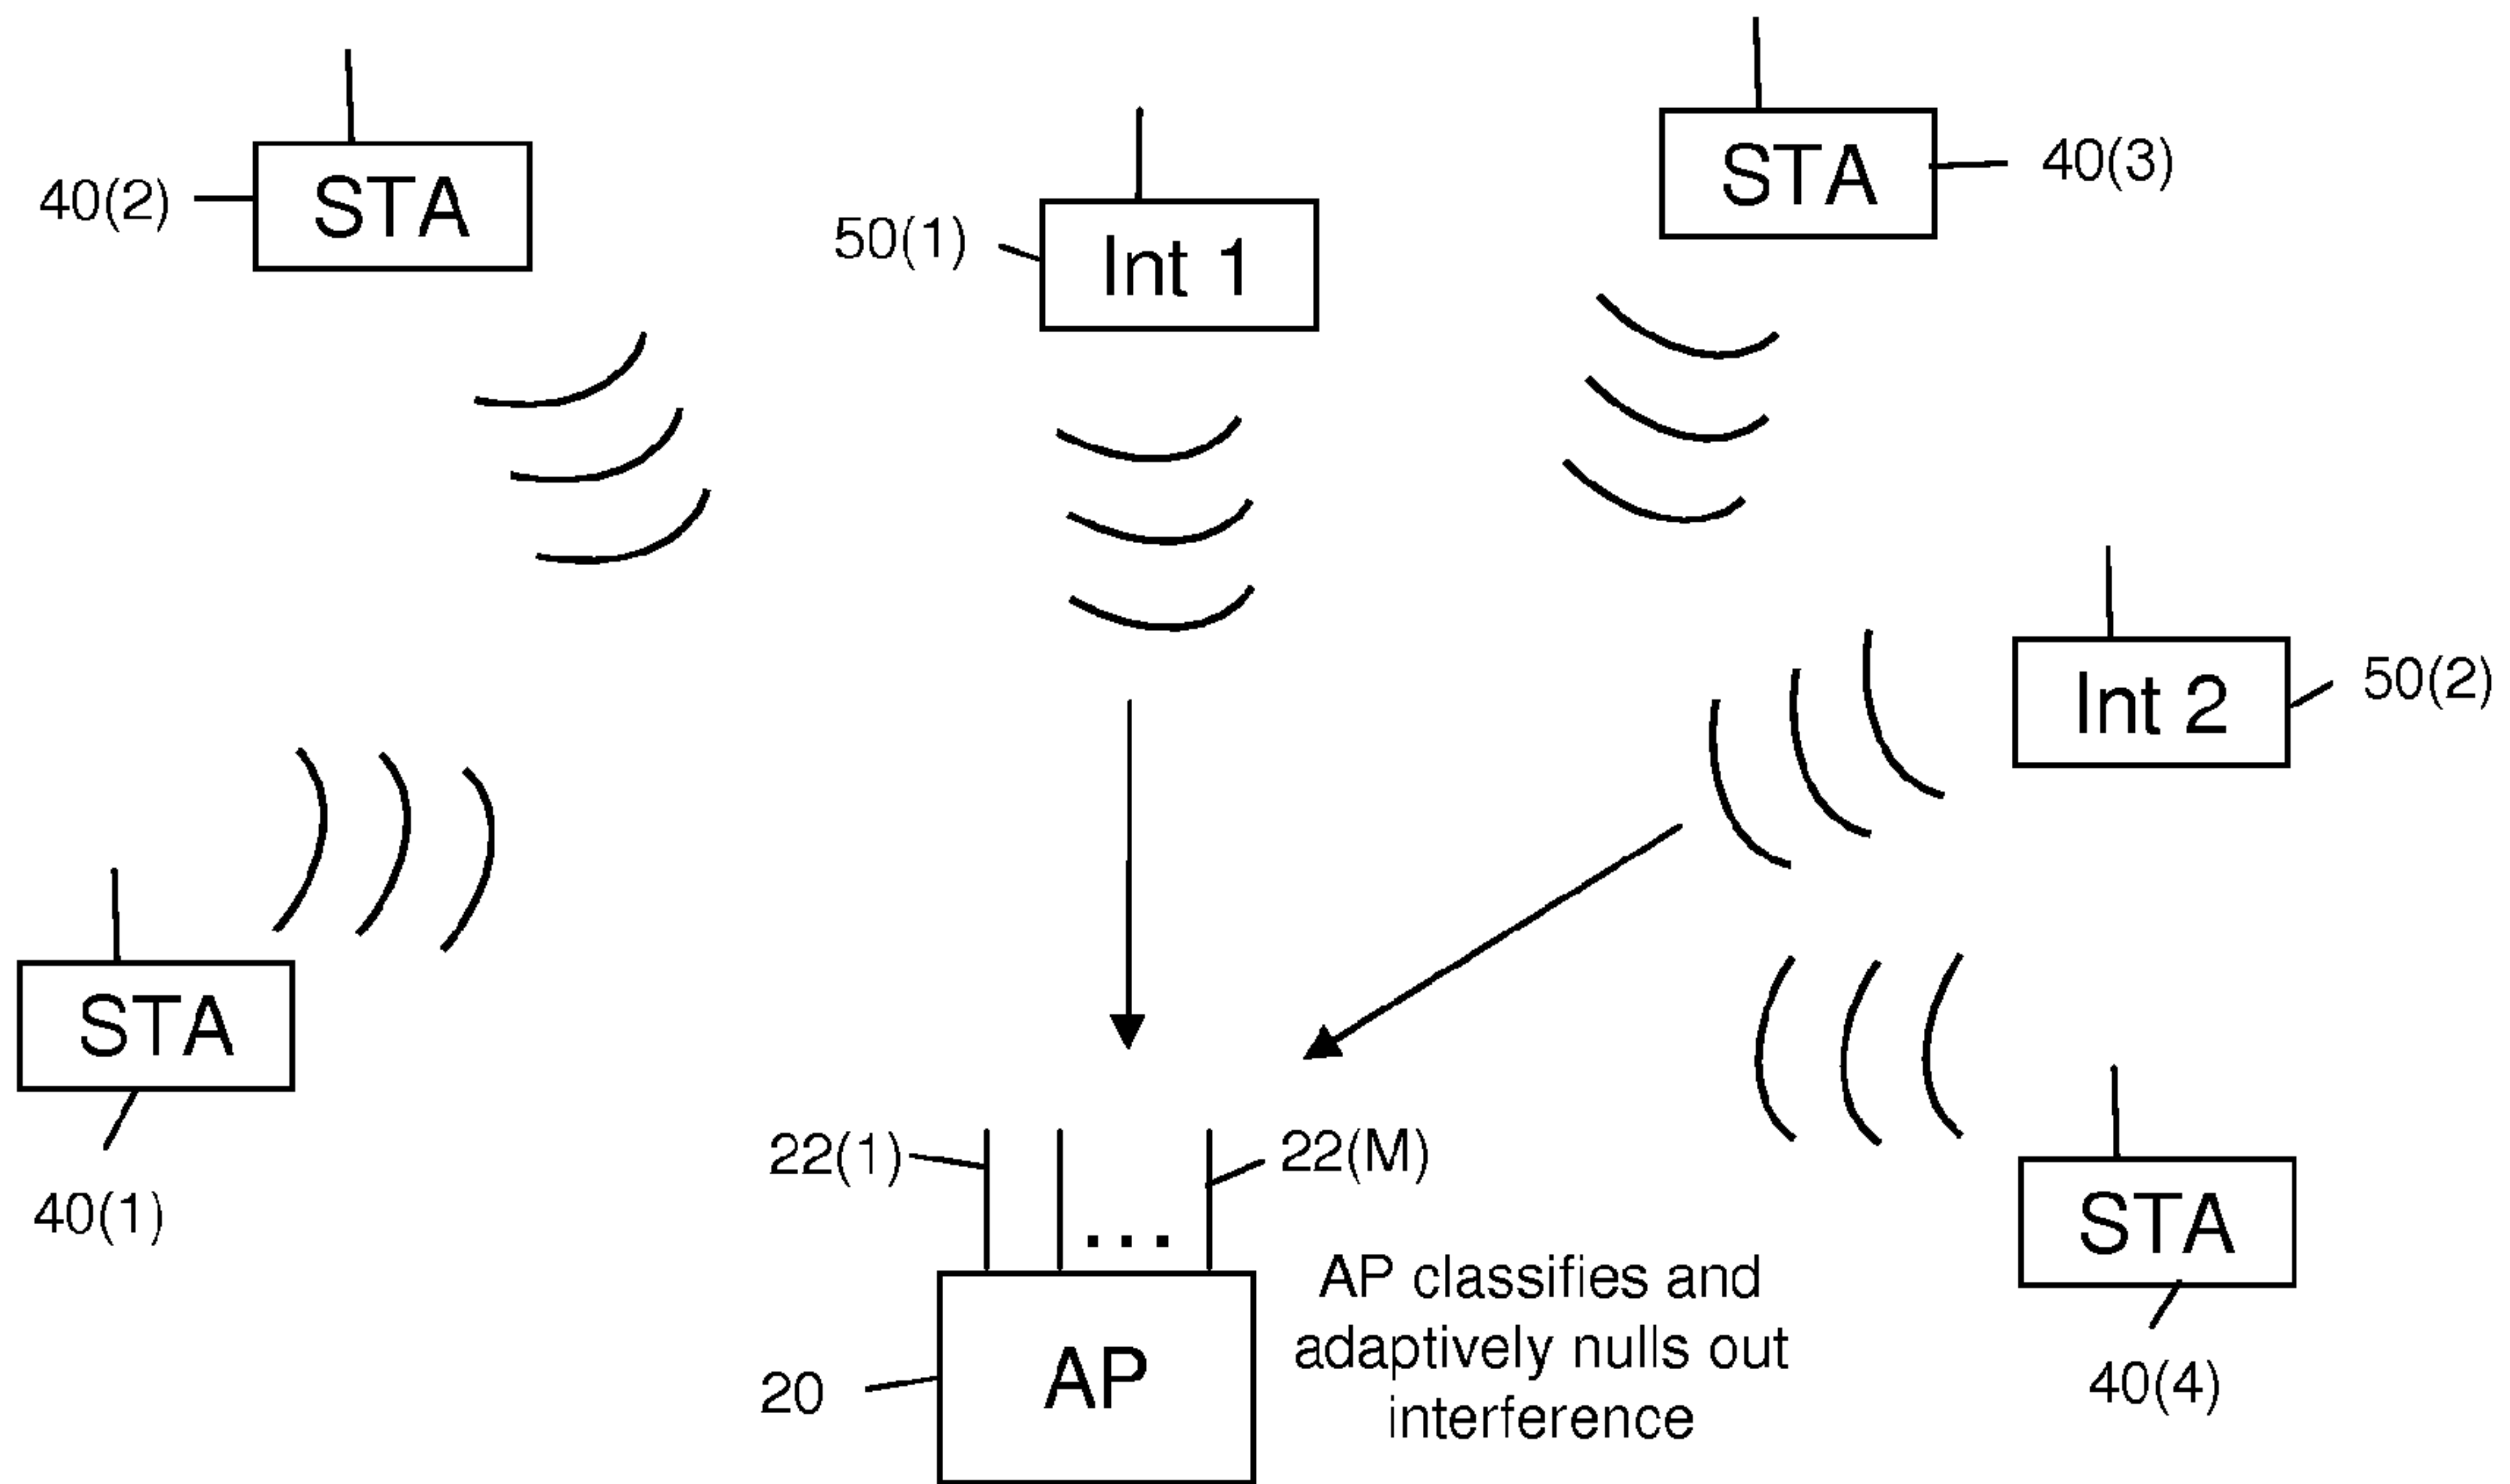 40(2)
STA
50(1)
Int 1
STA
40(3)
Int 2
50(2)
STA
40(1)
22(1)
22(M)
...
AP
20
AP classifies and
adaptively nulls out
interference
STA
40(4)